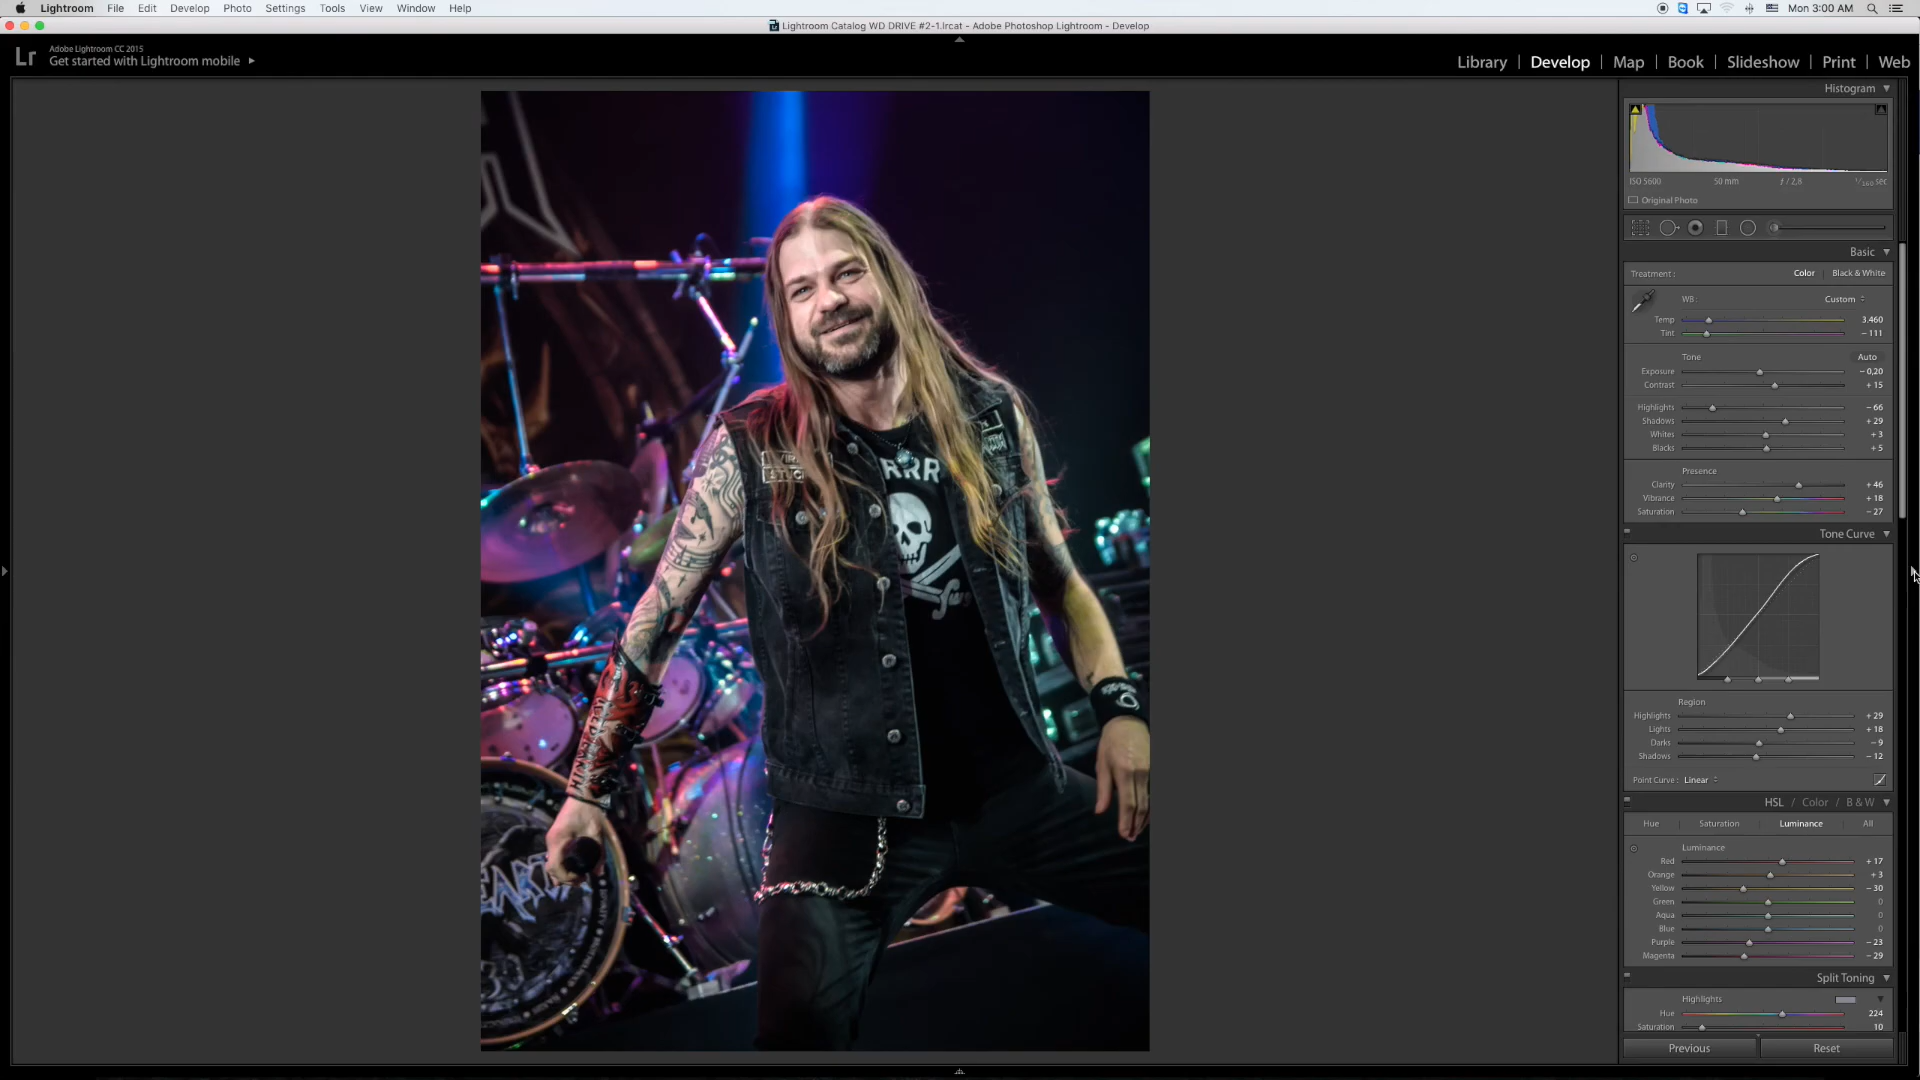 Lightroom File Edit Develop Photo Settings Tools View Window Help Mon 3:00 AM
Lightroom Catalog WD DRIVE #2-1.lrcat - Adobe Photoshop Lightroom - Develop
Lr Adobe Lightroom CC 2015
Get started with Lightroom mobile
Library | Develop | Map | Book | Slideshow | Print | Web
Histogram
ISO 5600 50 mm ƒ / 2,8 1/160 sec
Original Photo
Basic
Treatment : Color Black & White
WB : Custom
Temp 3.460
Tint − 111
Tone Auto
Exposure − 0,20
Contrast + 15
Highlights − 66
Shadows + 29
Whites + 3
Blacks + 5
Presence
Clarity + 46
Vibrance + 18
Saturation − 27
Tone Curve
Region
Highlights + 29
Lights + 18
Darks − 9
Shadows − 12
Point Curve : Linear
HSL / Color / B & W
Hue Saturation Luminance All
Luminance
Red + 17
Orange + 3
Yellow − 30
Green 0
Aqua 0
Blue 0
Purple − 23
Magenta − 29
Split Toning
Highlights
Hue 224
Saturation 10
Previous Reset